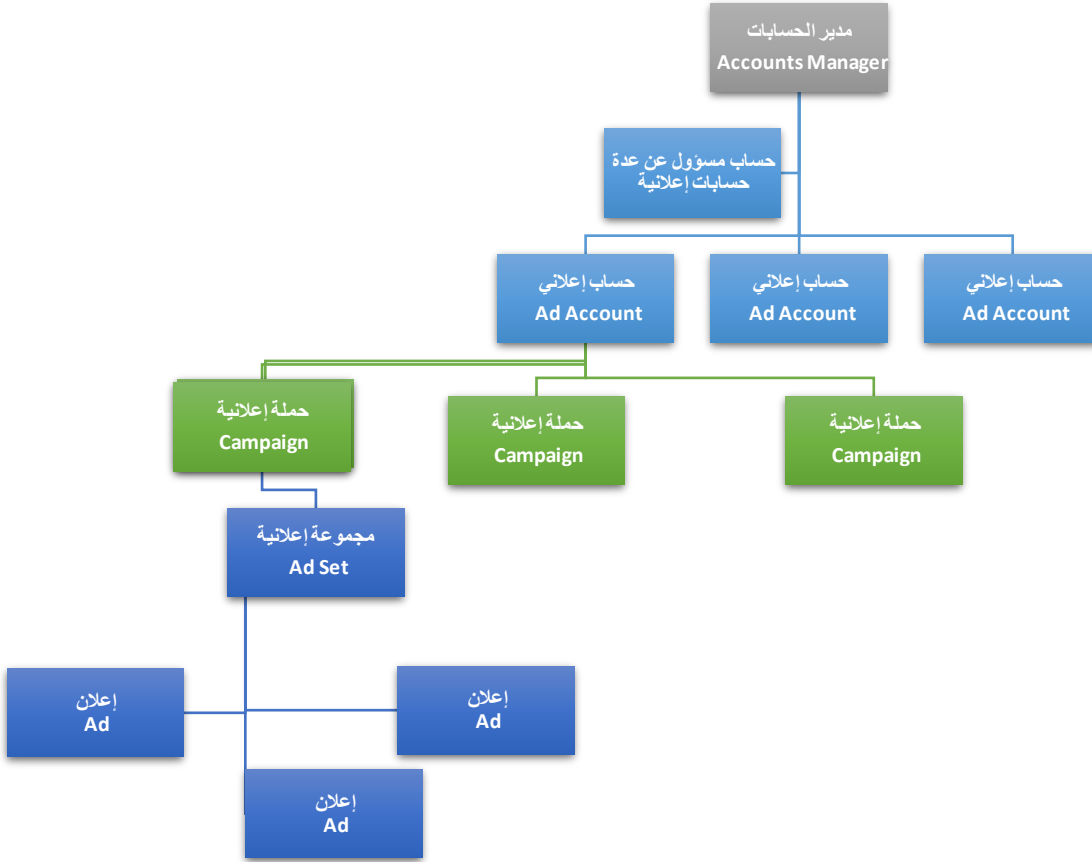 مدير الحسابات
Accounts Manager
حساب مسؤول عن عدة
حسابات إعلانية
حساب إعلاني
Ad Account
حساب إعلاني
Ad Account
حساب إعلاني
Ad Account
حملة إعلانية
Campaign
حملة إعلانية
Campaign
حملة إعلانية
Campaign
مجموعة إعلانية
Ad Set
إعلان
Ad
إعلان
Ad
إعلان
Ad